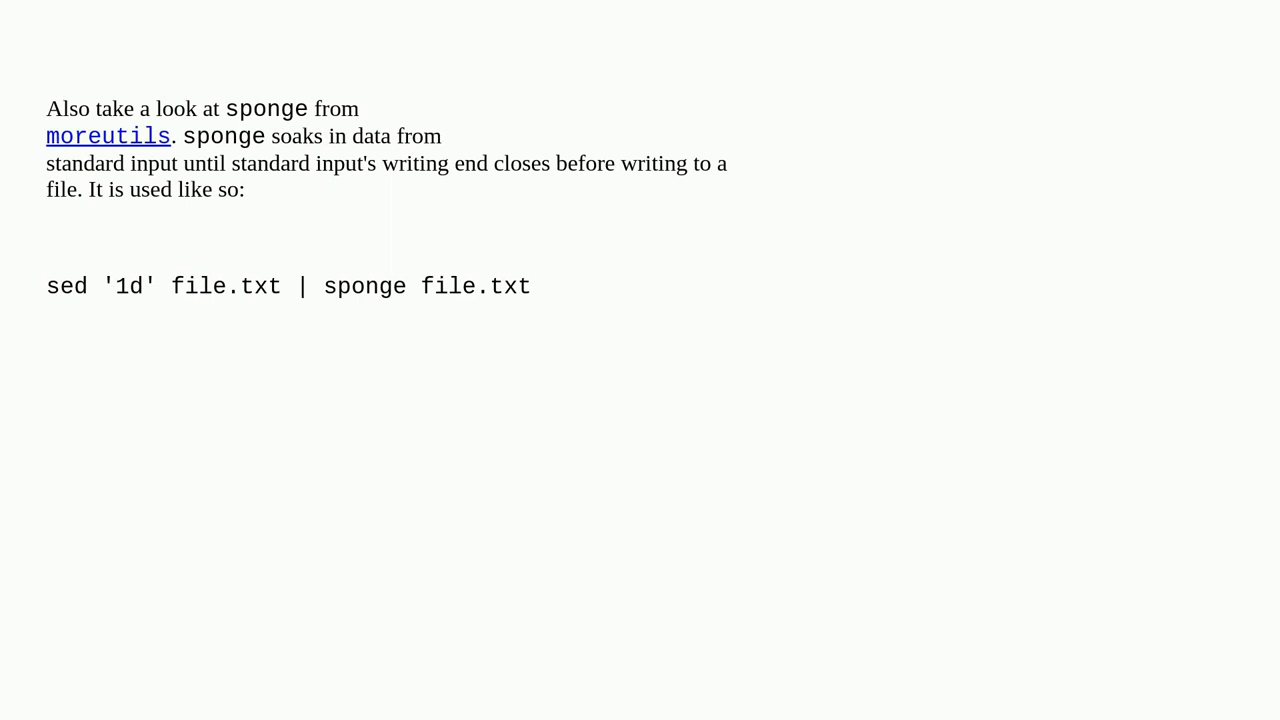 Also take a look at sponge from
moreutils. sponge soaks in data from
standard input until standard input's writing end closes before writing to a
file. It is used like so:
sed '1d' file.txt | sponge file.txt